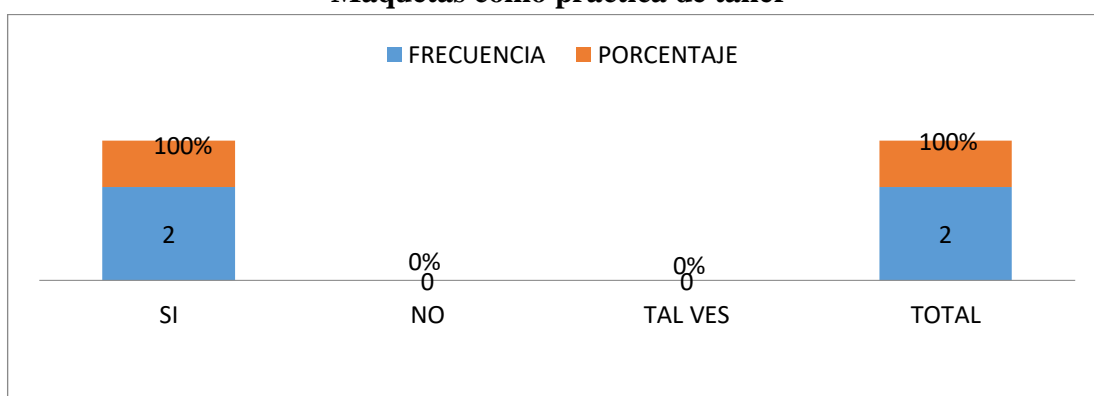 Maquetas como práctica de taller
FRECUENCIA PORCENTAJE
100% 100%
2 2
0% 0%
0 0
SI NO TAL VES TOTAL